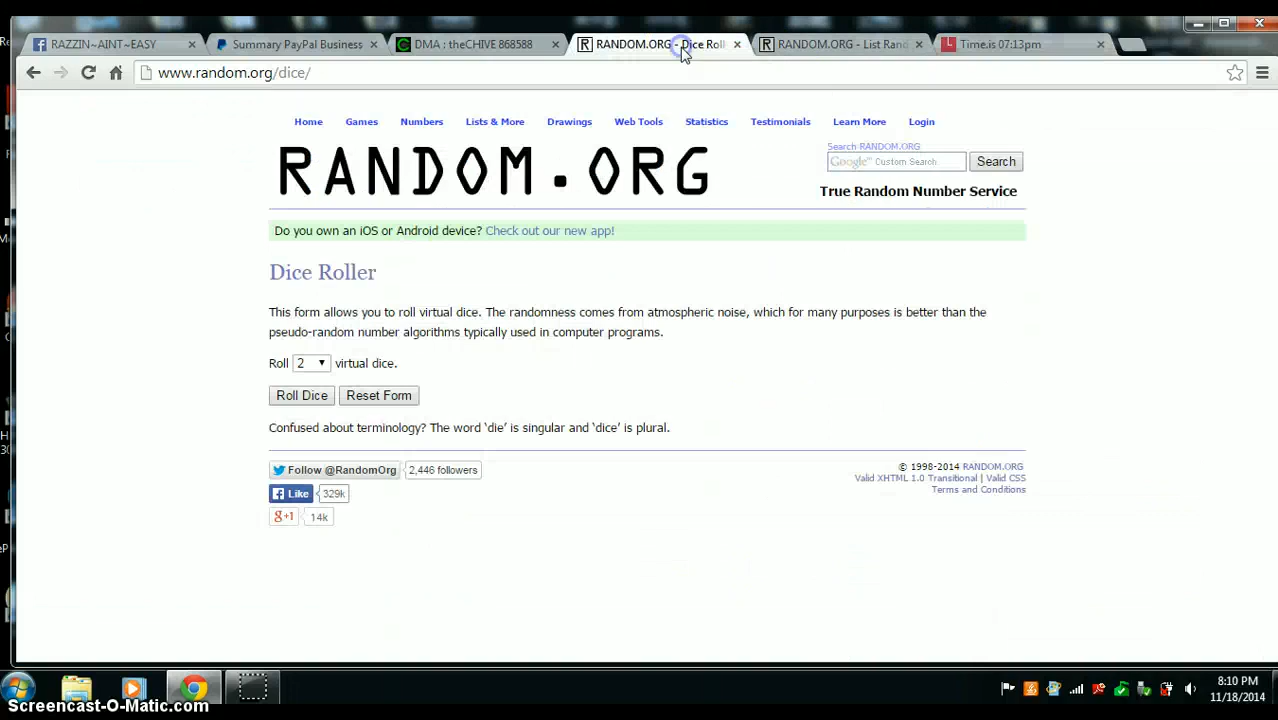 RAZZIN~AINT~EASY
Summary PayPal Business
DMA : theCHIVE 868588
RANDOM.ORG - Dice Roll
RANDOM.ORG - List Rand
Time.is 07:13pm
www.random.org/dice/
Home Games Numbers Lists & More Drawings Web Tools Statistics Testimonials Learn More Login
RANDOM.ORG
Search RANDOM.ORG
Google™ Custom Search
Search
True Random Number Service
Do you own an iOS or Android device? Check out our new app!
Dice Roller
This form allows you to roll virtual dice. The randomness comes from atmospheric noise, which for many purposes is better than the
pseudo-random number algorithms typically used in computer programs.
Roll 2 virtual dice.
Roll Dice Reset Form
Confused about terminology? The word ‘die’ is singular and ‘dice’ is plural.
Follow @RandomOrg 2,446 followers
Like 329k
g+1 14k
© 1998-2014 RANDOM.ORG
Valid XHTML 1.0 Transitional | Valid CSS
Terms and Conditions
8:10 PM
11/18/2014
Screencast-O-Matic.com